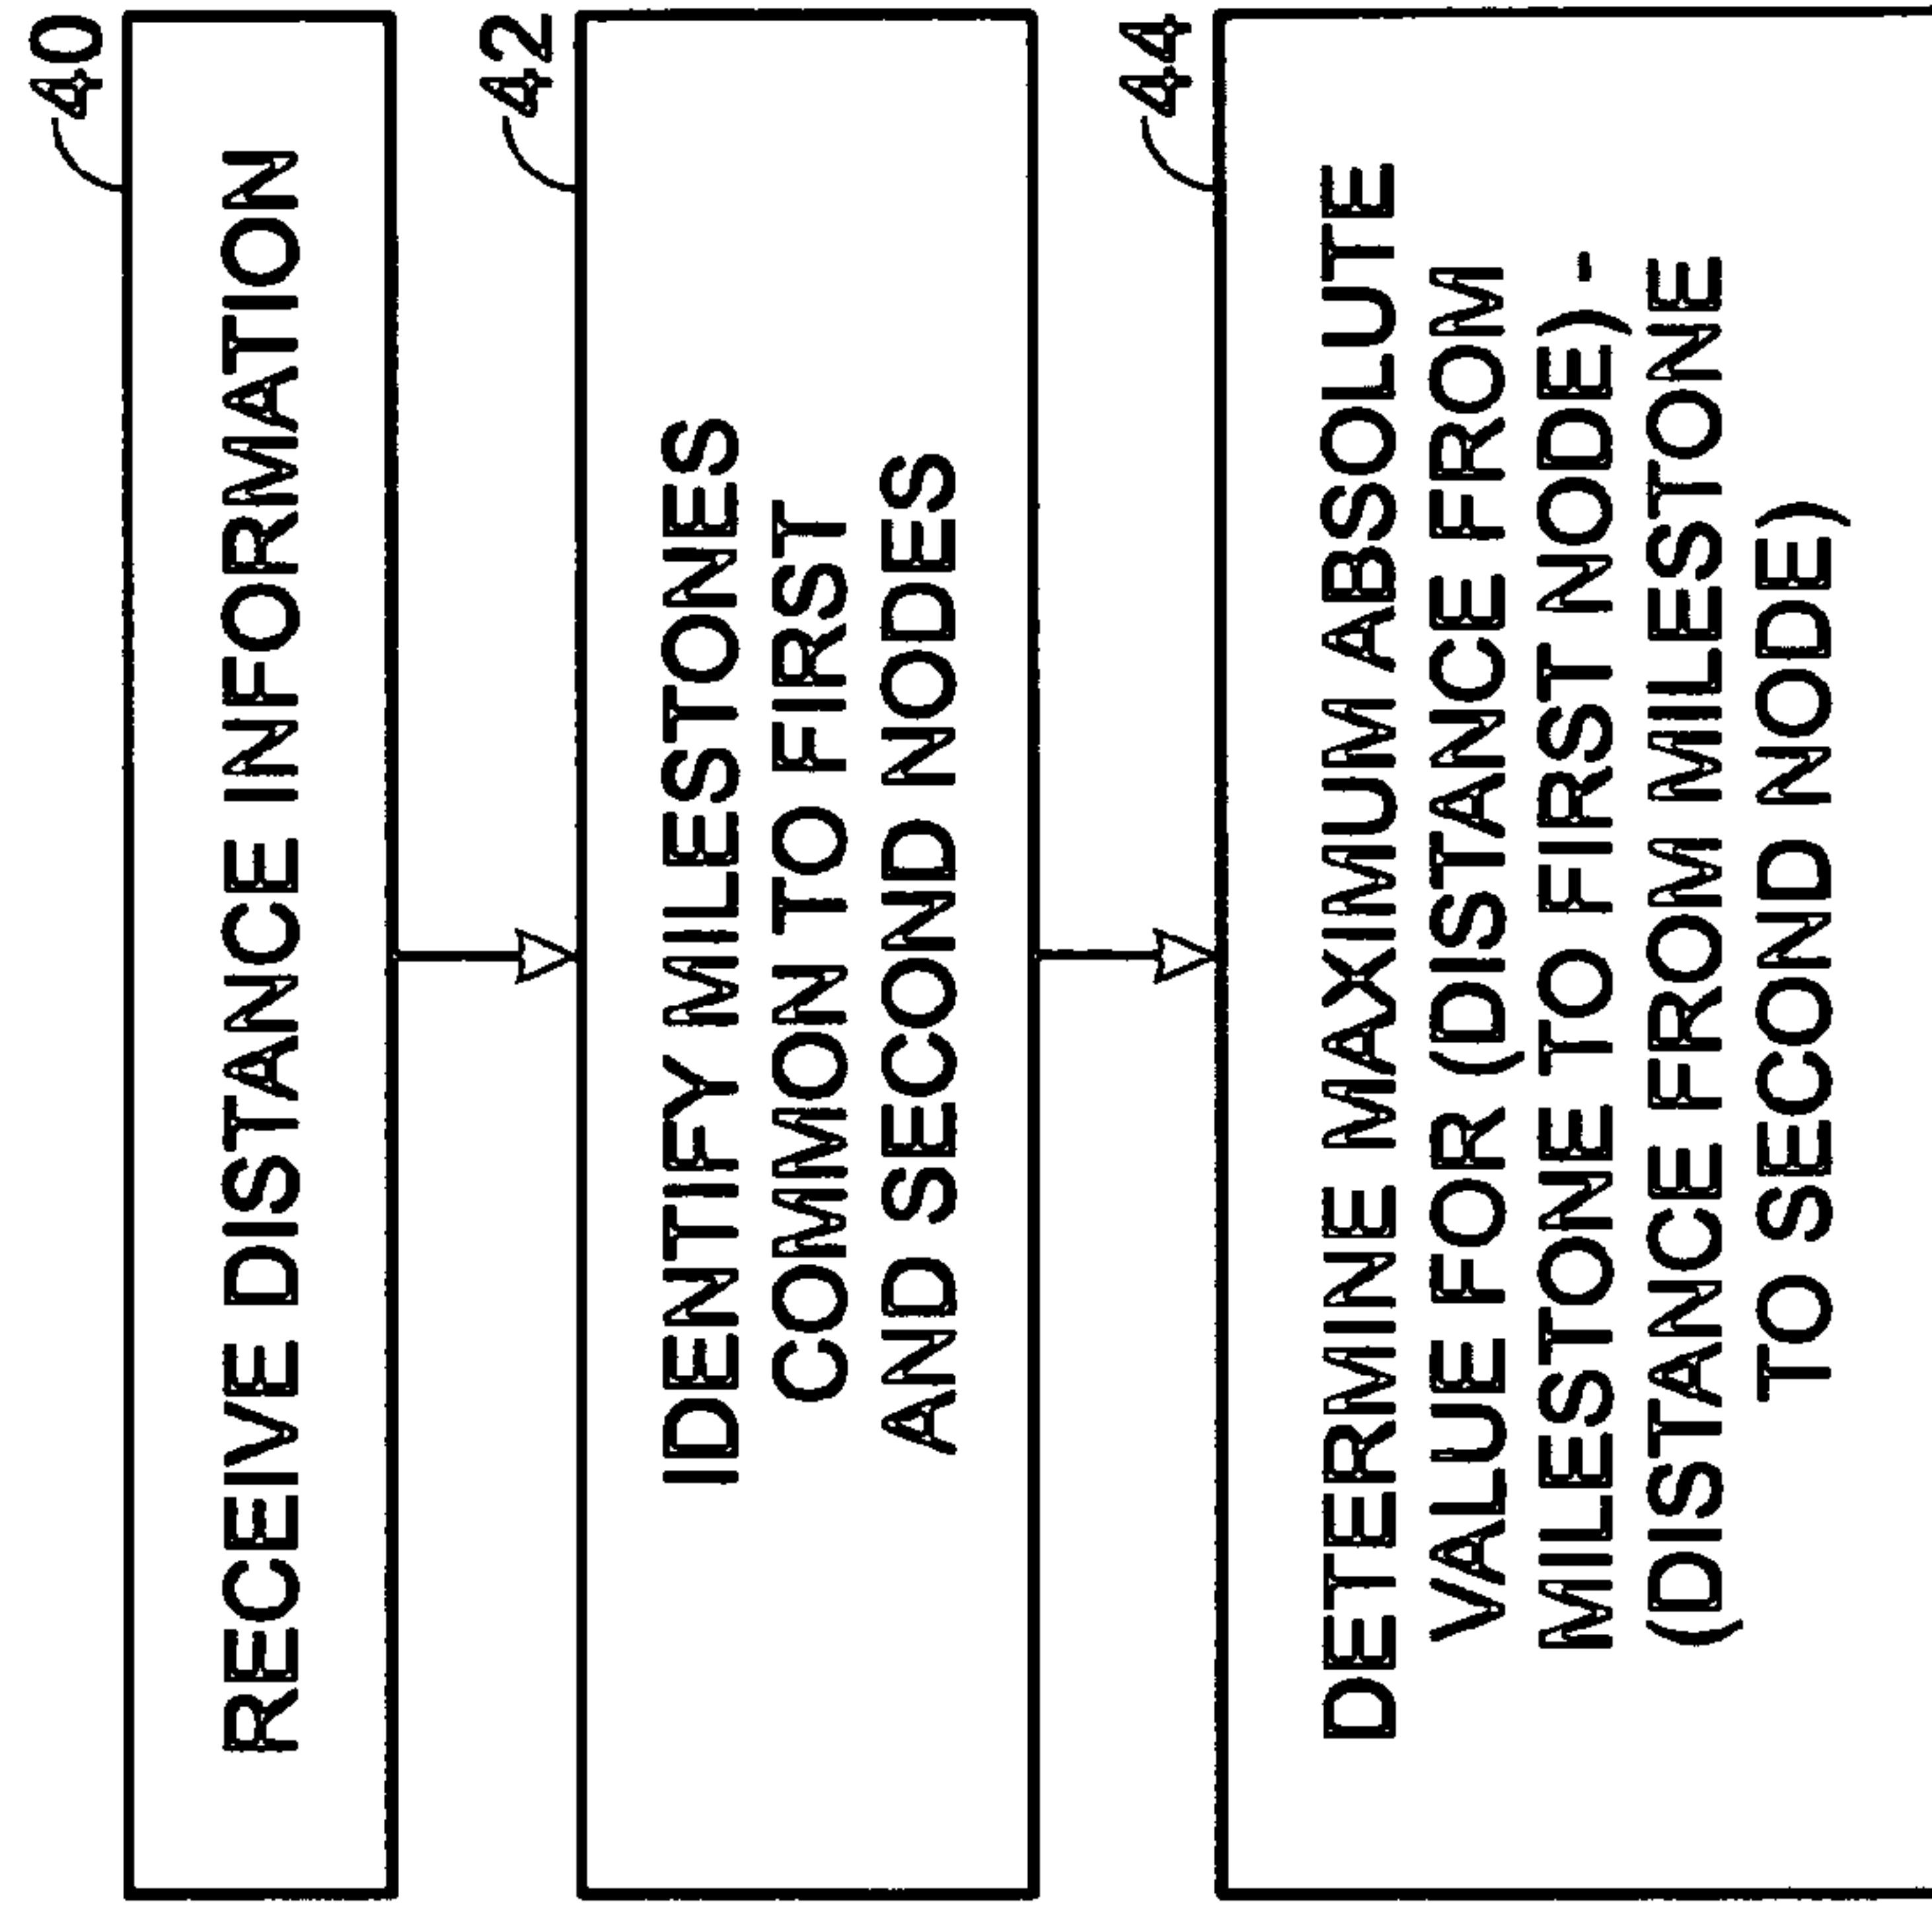 40
RECEIVE DISTANCE INFORMATION
42
IDENTIFY MILESTONES
COMMON TO FIRST
AND SECOND NODES
44
DETERMINE MAXIMUM ABSOLUTE
VALUE FOR (DISTANCE FROM
MILESTONE TO FIRST NODE) -
(DISTANCE FROM MILESTONE
TO SECOND NODE)